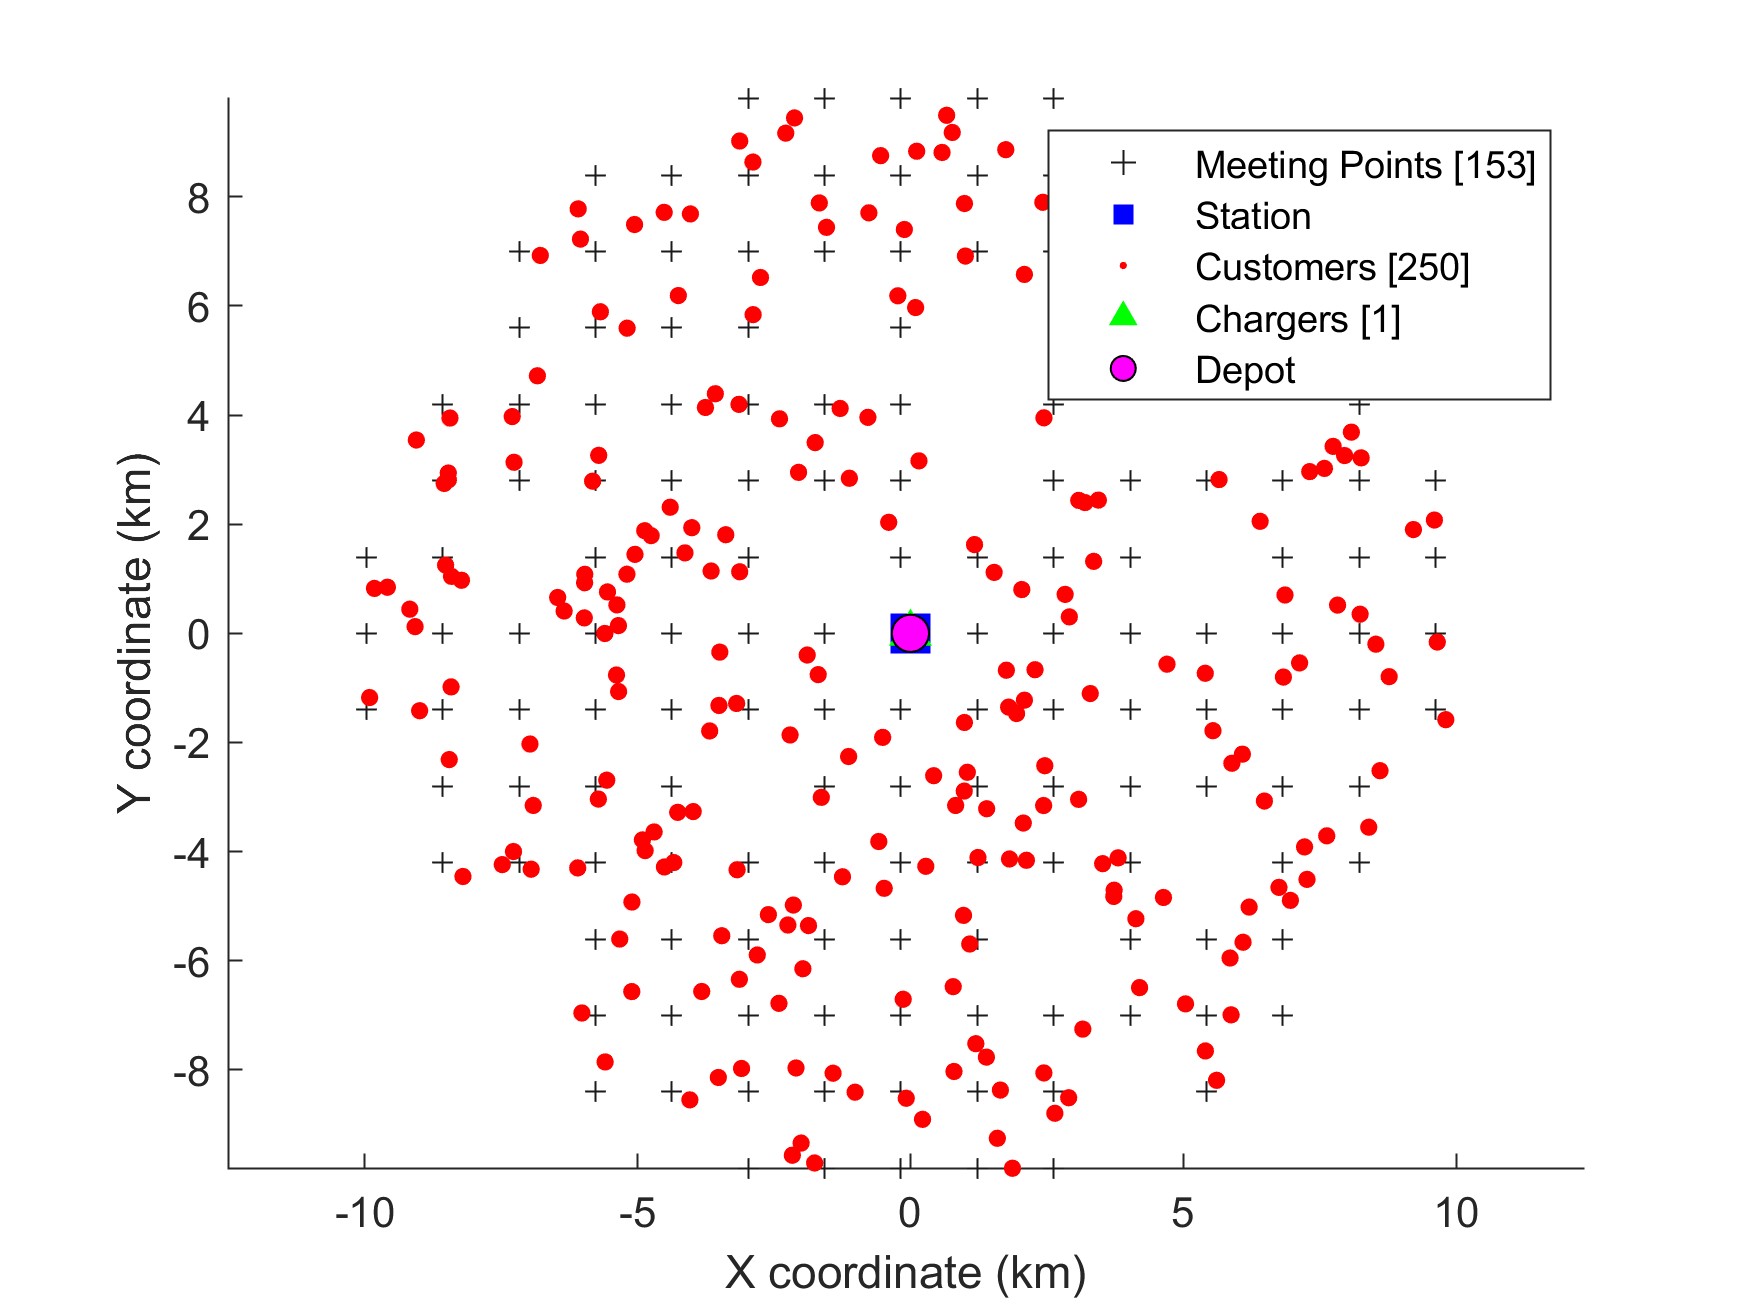 Meeting Points [153]
Station
Customers [250]
Chargers [1]
Depot
8
6
4
2
0
-2
-4
-6
-8
Y coordinate (km)
-10
-5
0
5
10
X coordinate (km)